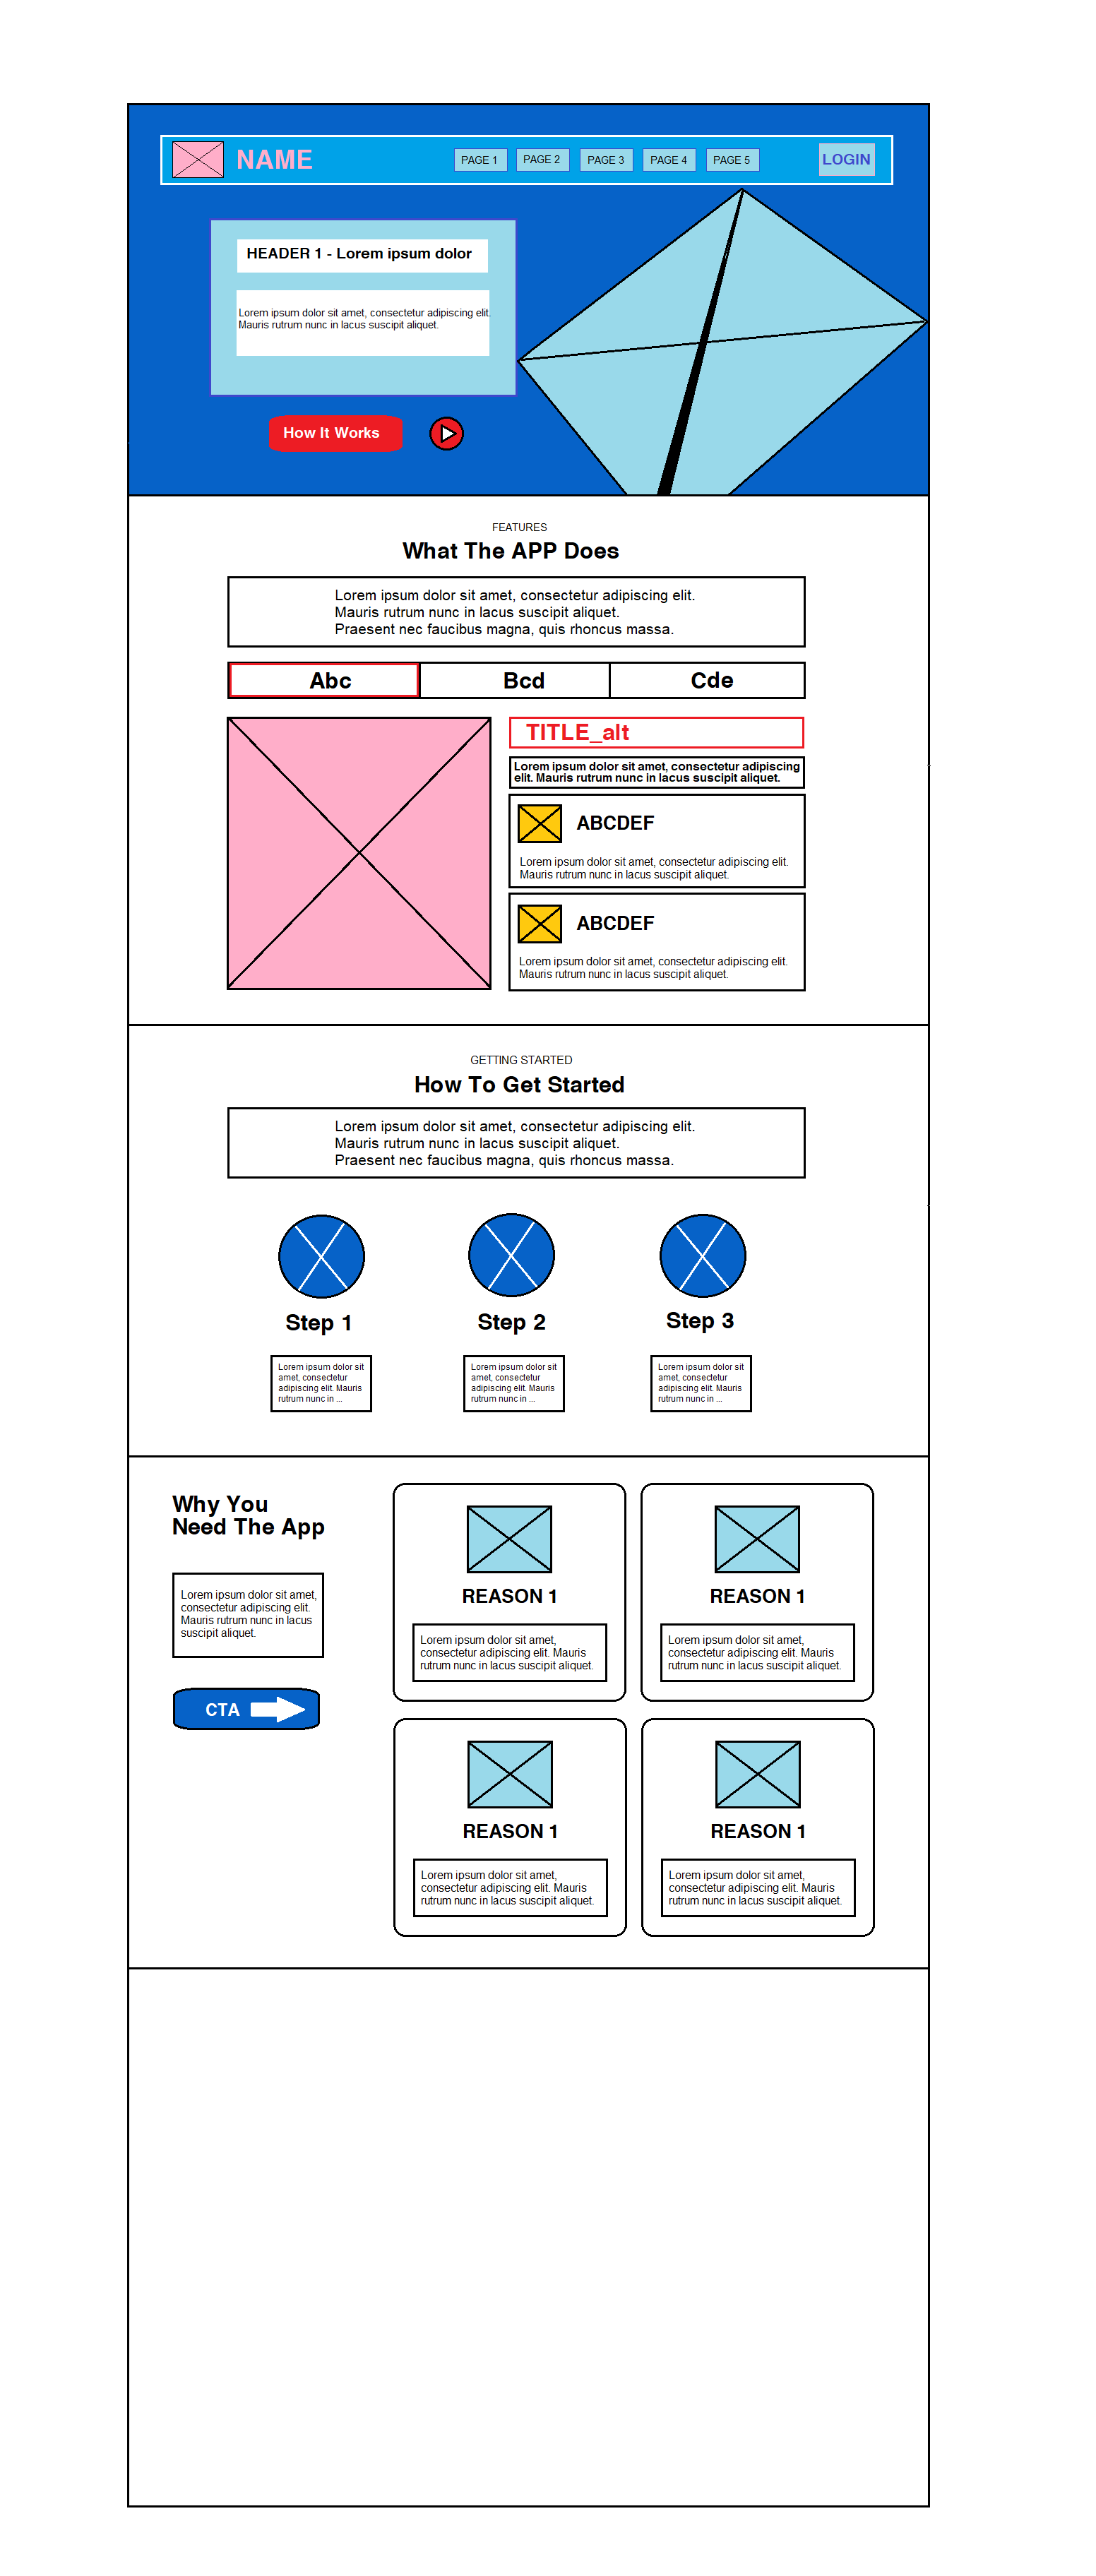 NAME
PAGE 1
PAGE 2
PAGE 3
PAGE 4
PAGE 5
LOGIN
HEADER 1 - Lorem ipsum dolor
Lorem ipsum dolor sit amet, consectetur adipiscing elit.
Mauris rutrum nunc in lacus suscipit aliquet.
How It Works
FEATURES
What The APP Does
Lorem ipsum dolor sit amet, consectetur adipiscing elit.
Mauris rutrum nunc in lacus suscipit aliquet.
Praesent nec faucibus magna, quis rhoncus massa.
Abc
Bcd
Cde
TITLE_alt
Lorem ipsum dolor sit amet, consectetur adipiscing
elit. Mauris rutrum nunc in lacus suscipit aliquet.
ABCDEF
Lorem ipsum dolor sit amet, consectetur adipiscing elit.
Mauris rutrum nunc in lacus suscipit aliquet.
ABCDEF
Lorem ipsum dolor sit amet, consectetur adipiscing elit.
Mauris rutrum nunc in lacus suscipit aliquet.
GETTING STARTED
How To Get Started
Lorem ipsum dolor sit amet, consectetur adipiscing elit.
Mauris rutrum nunc in lacus suscipit aliquet.
Praesent nec faucibus magna, quis rhoncus massa.
Step 1
Lorem ipsum dolor sit
amet, consectetur
adipiscing elit. Mauris
rutrum nunc in ...
Step 2
Lorem ipsum dolor sit
amet, consectetur
adipiscing elit. Mauris
rutrum nunc in ...
Step 3
Lorem ipsum dolor sit
amet, consectetur
adipiscing elit. Mauris
rutrum nunc in ...
Why You
Need The App
Lorem ipsum dolor sit amet,
consectetur adipiscing elit.
Mauris rutrum nunc in lacus
suscipit aliquet.
CTA
REASON 1
Lorem ipsum dolor sit amet,
consectetur adipiscing elit. Mauris
rutrum nunc in lacus suscipit aliquet.
REASON 1
Lorem ipsum dolor sit amet,
consectetur adipiscing elit. Mauris
rutrum nunc in lacus suscipit aliquet.
REASON 1
Lorem ipsum dolor sit amet,
consectetur adipiscing elit. Mauris
rutrum nunc in lacus suscipit aliquet.
REASON 1
Lorem ipsum dolor sit amet,
consectetur adipiscing elit. Mauris
rutrum nunc in lacus suscipit aliquet.